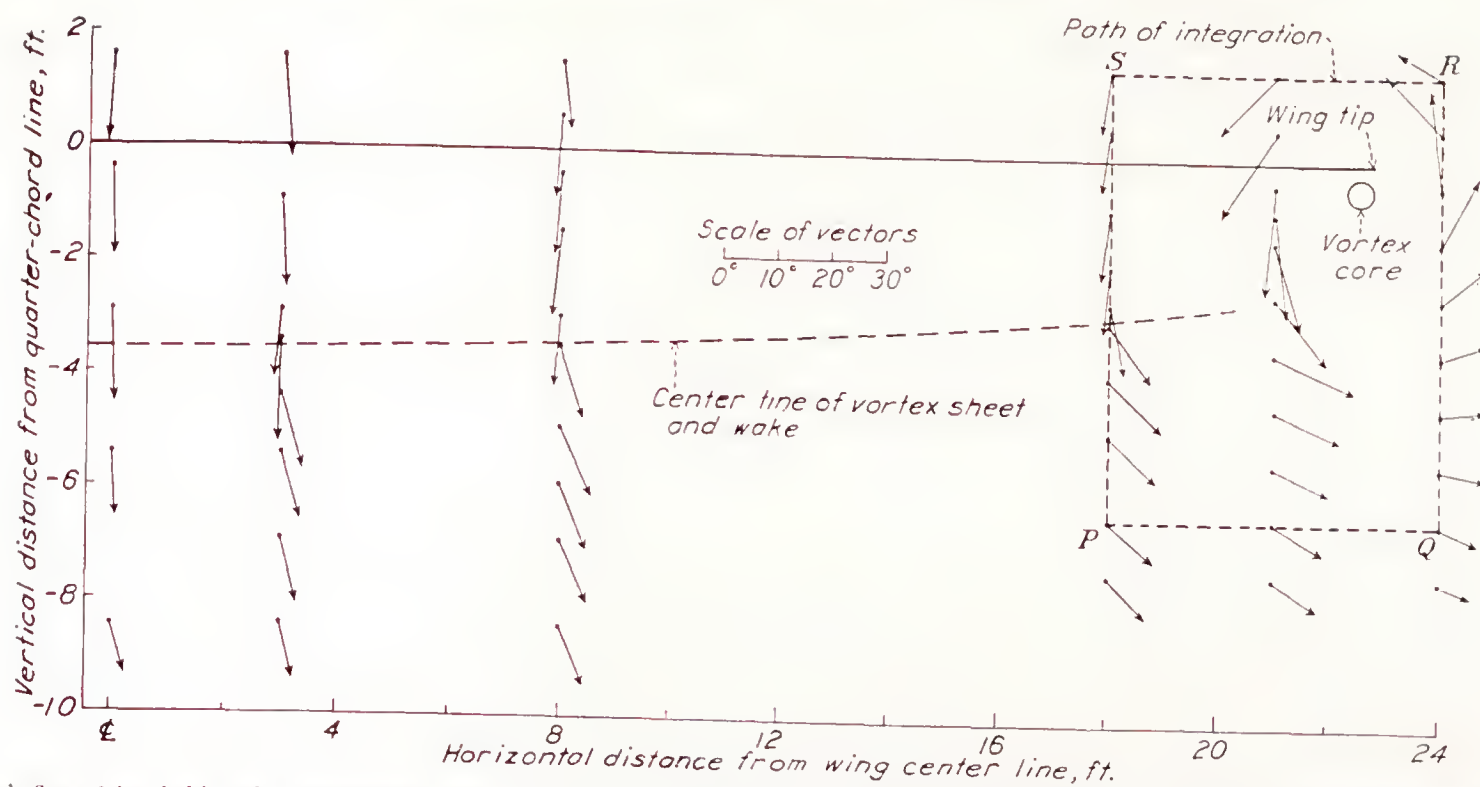 Vertical distance from quarter-chord line, ft.
2
0
-2
-4
-6
-8
-10
Path of integration
S
R
Wing tip
Scale of vectors
0° 10° 20° 30°
Vortex
core
Center line of vortex sheet
and wake
P
Q
℄ 4 8 12 16 20 24
Horizontal distance from wing center line, ft.